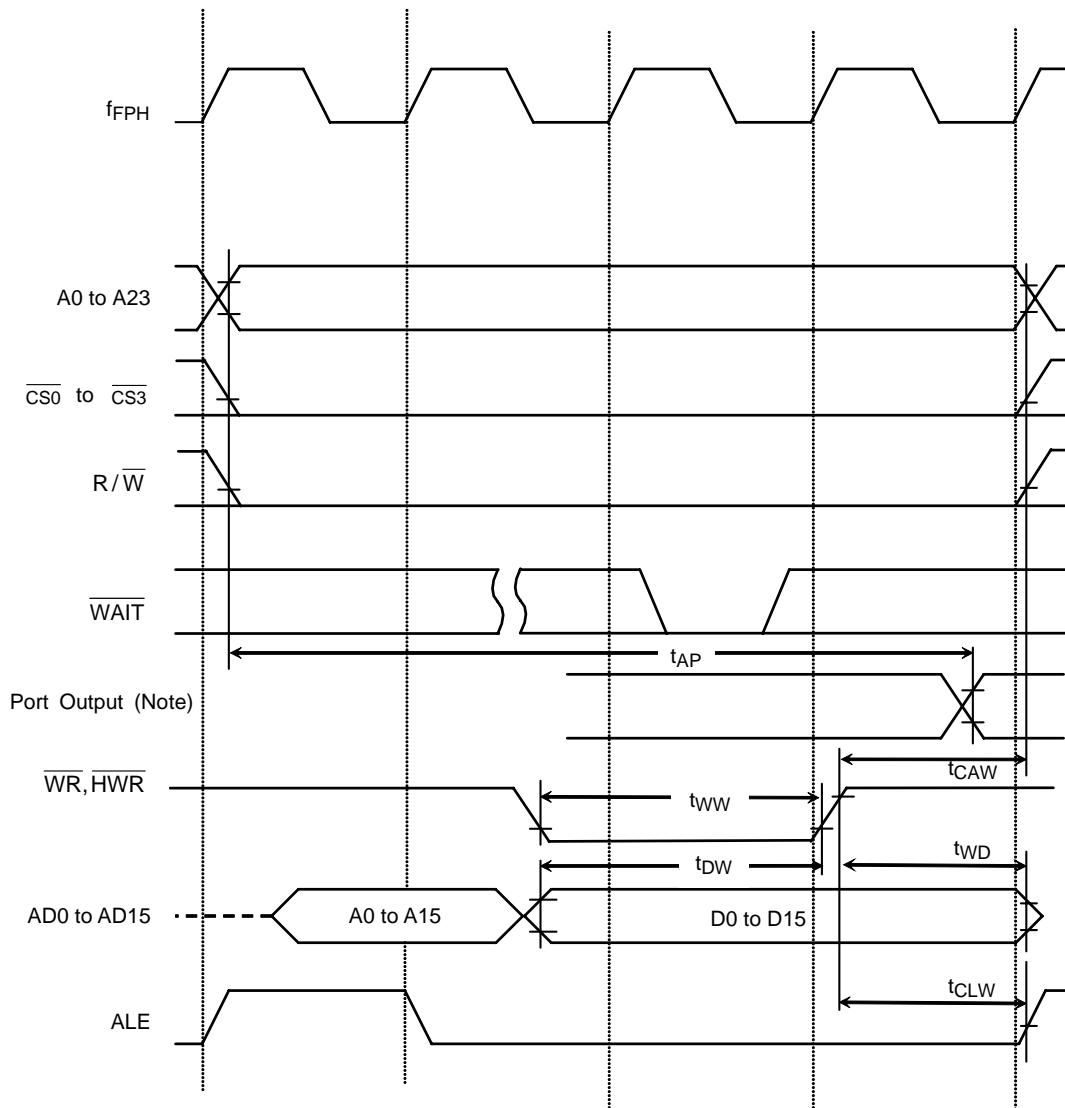 fFPH
A0 to A23
CS0 to CS3
R/W
WAIT
tAP
Port Output (Note)
tCAW
WR, HWR
tWW
tWD
tDW
AD0 to AD15
A0 to A15
D0 to D15
tCLW
ALE